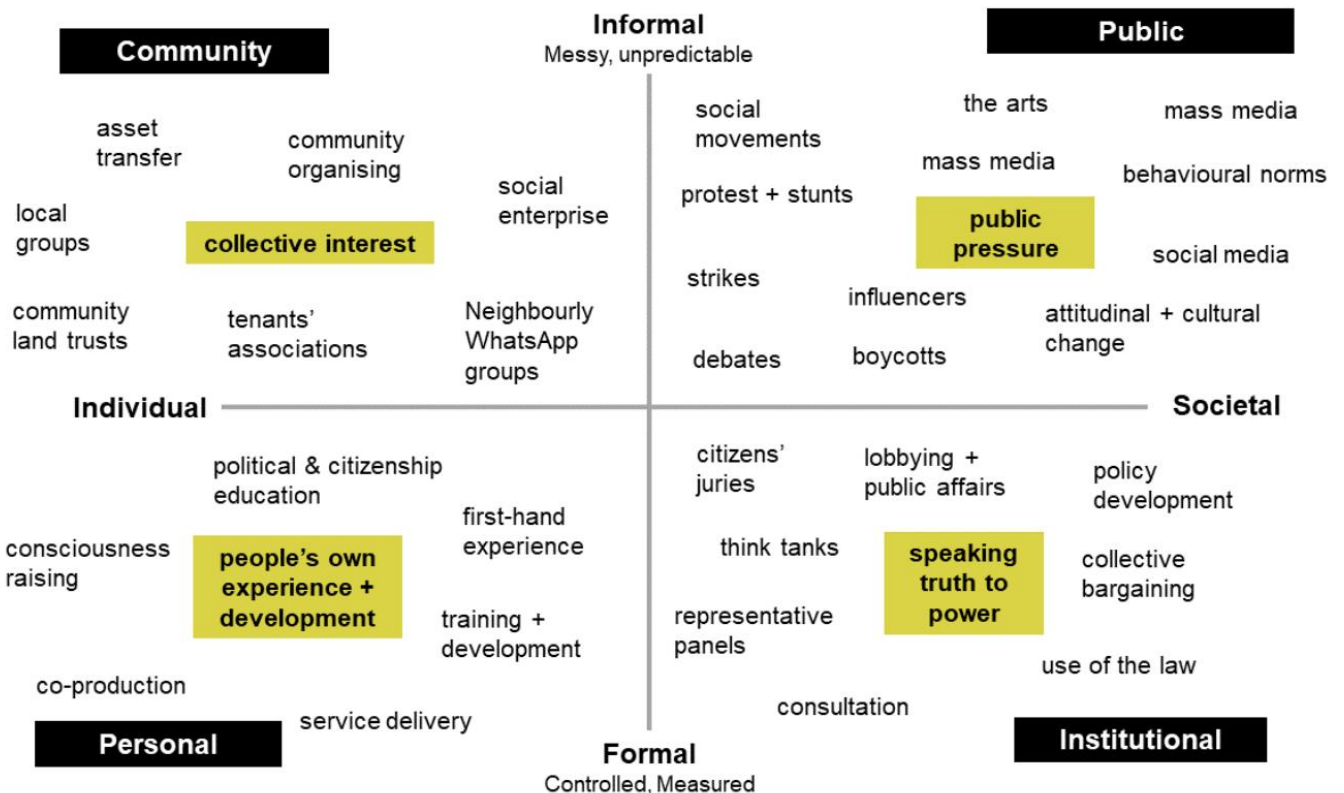 Community
Informal
Messy, unpredictable
Public
asset
transfer
community
organising
social
enterprise
local
groups
collective interest
community
land trusts
tenants’
associations
Neighbourly
WhatsApp
groups
social
movements
the arts
mass media
mass media
behavioural norms
protest + stunts
public
pressure
social media
strikes
influencers
attitudinal + cultural
change
debates
boycotts
Individual
Societal
political & citizenship
education
first-hand
experience
consciousness
raising
people’s own
experience +
development
training +
development
co-production
service delivery
Personal
citizens’
juries
lobbying +
public affairs
policy
development
think tanks
speaking
truth to
power
collective
bargaining
representative
panels
use of the law
consultation
Institutional
Formal
Controlled, Measured